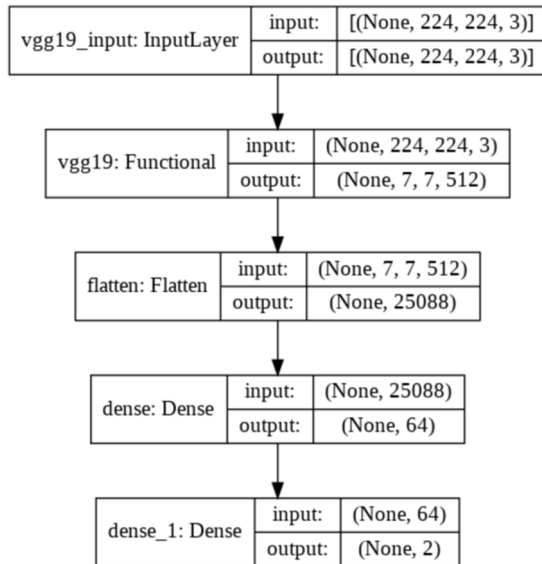 vgg19_input: InputLayer
input: [(None, 224, 224, 3)]
output: [(None, 224, 224, 3)]
vgg19: Functional
input: (None, 224, 224, 3)
output: (None, 7, 7, 512)
flatten: Flatten
input: (None, 7, 7, 512)
output: (None, 25088)
dense: Dense
input: (None, 25088)
output: (None, 64)
dense_1: Dense
input: (None, 64)
output: (None, 2)